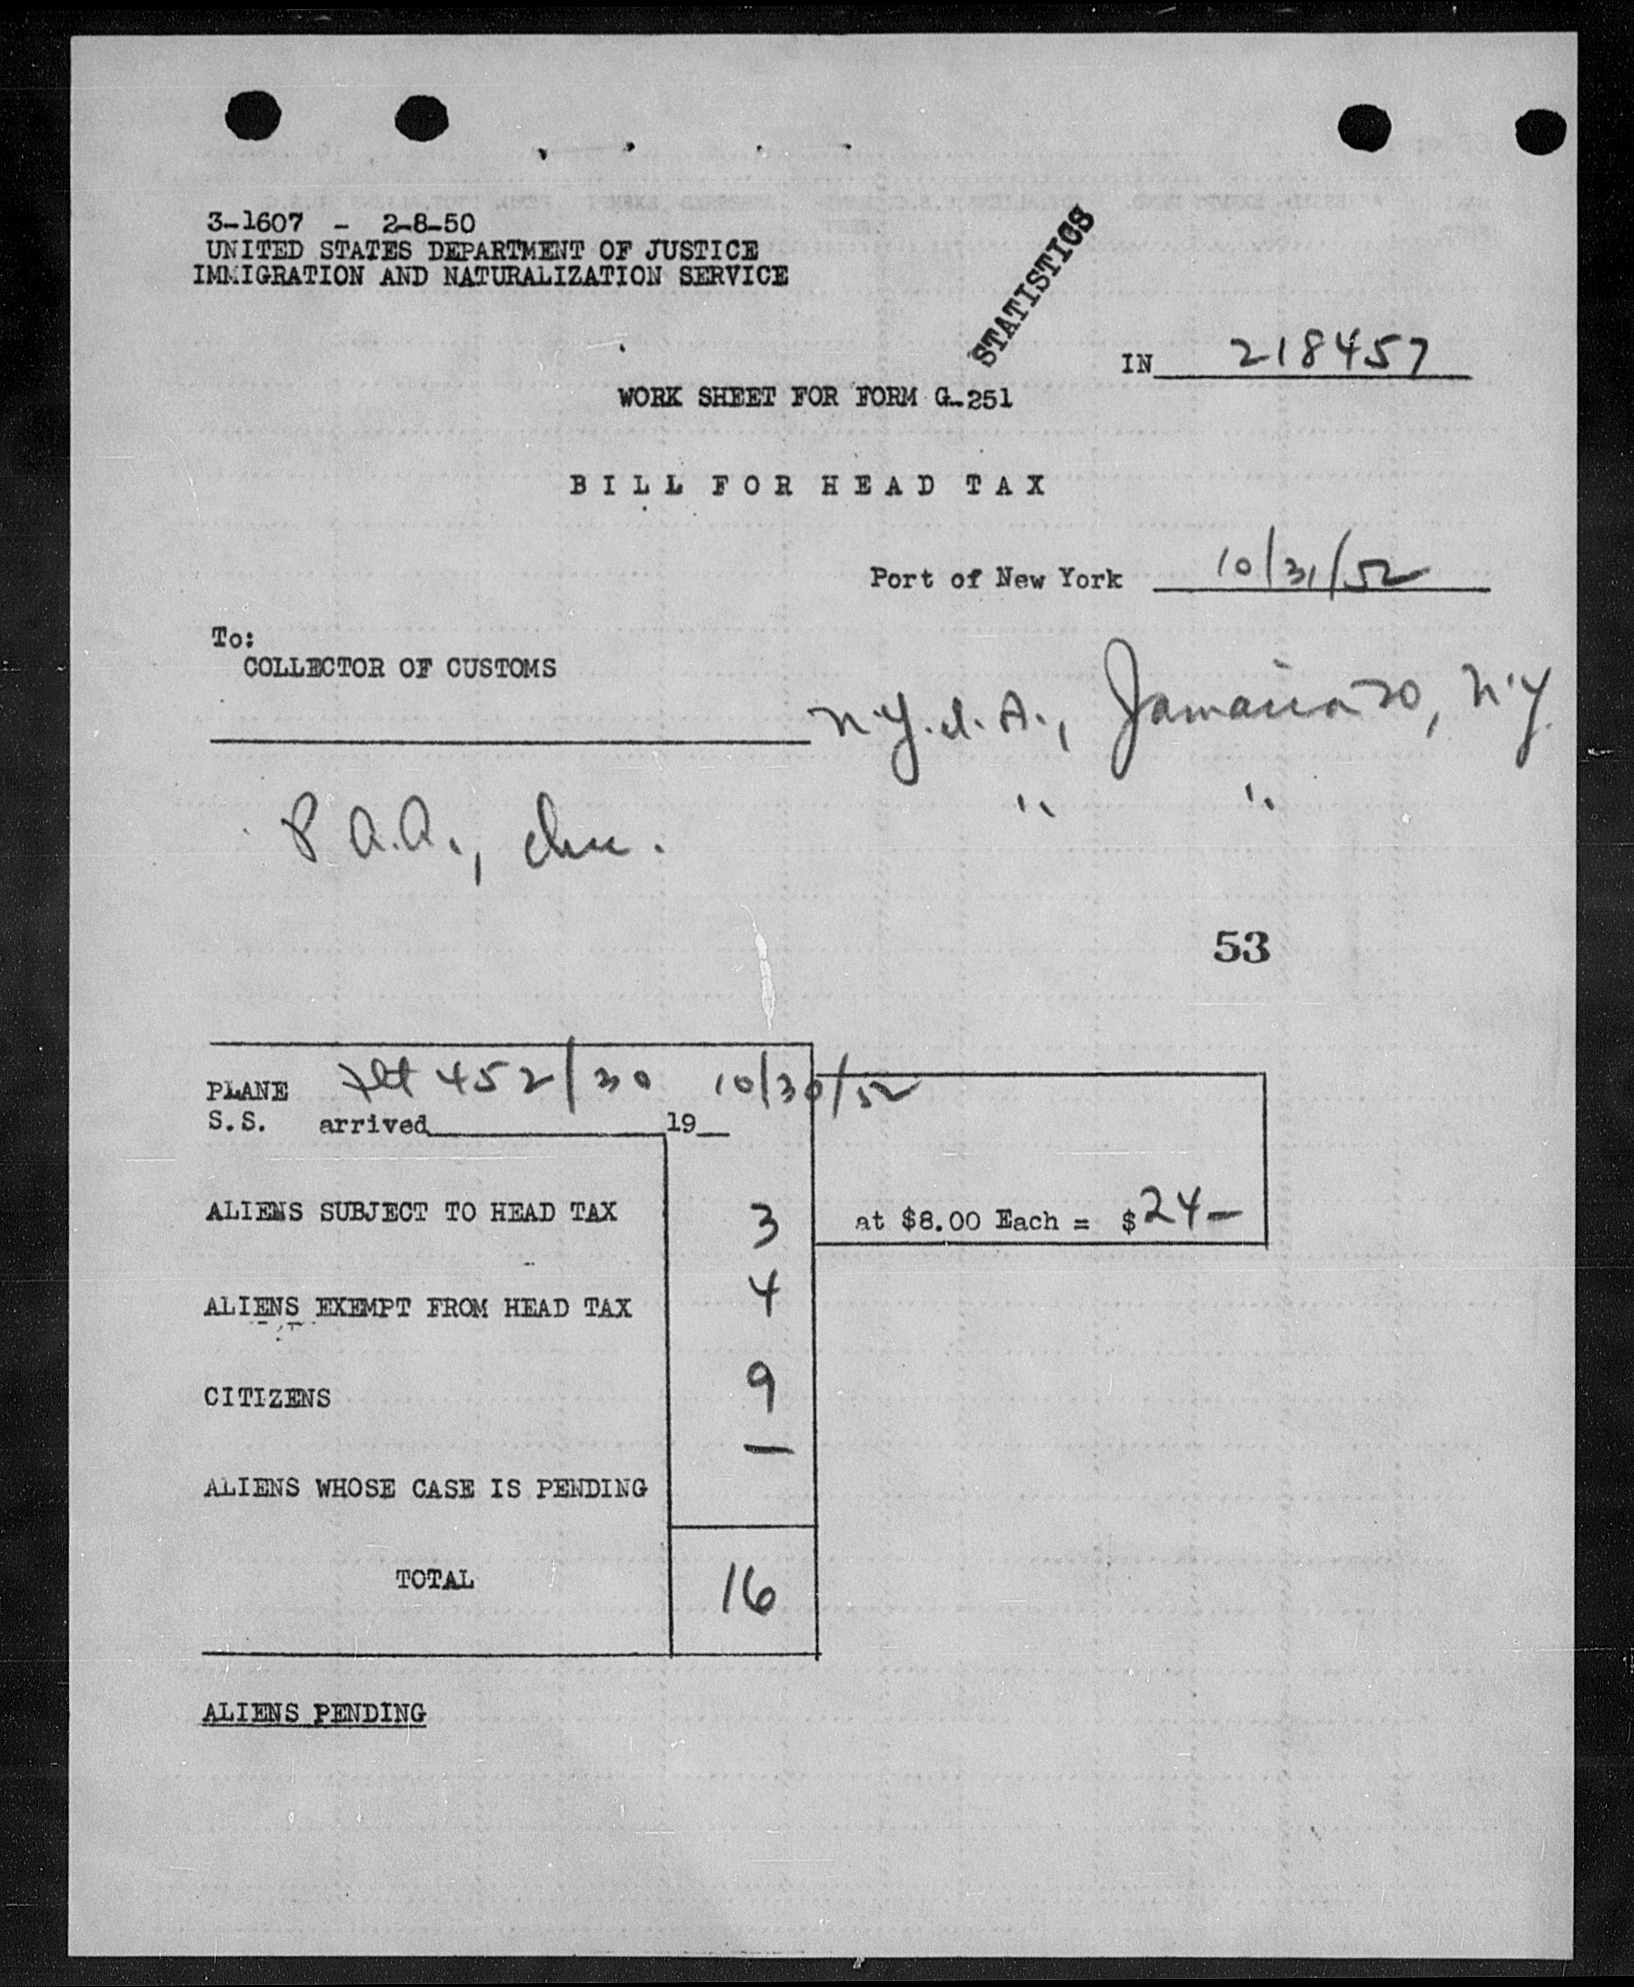 3-1607 - 2-8-50
UNITED STATES DEPARTMENT OF JUSTICE
IMMIGRATION AND NATURALIZATION SERVICE
STATISTICS
IN 218457
WORK SHEET FOR FORM G-251
BILL FOR HEAD TAX
Port of New York 10/31/52
To:
COLLECTOR OF CUSTOMS
N.Y.I.A., Jamaica 30, N.Y.
P.A.A., Inc. " "
53
PLANE flt 452/30 10/30/52
S.S. arrived 19
ALIENS SUBJECT TO HEAD TAX 3 at $8.00 Each = $24-
ALIENS EXEMPT FROM HEAD TAX 4
CITIZENS 9
-
ALIENS WHOSE CASE IS PENDING
TOTAL 16
ALIENS PENDING